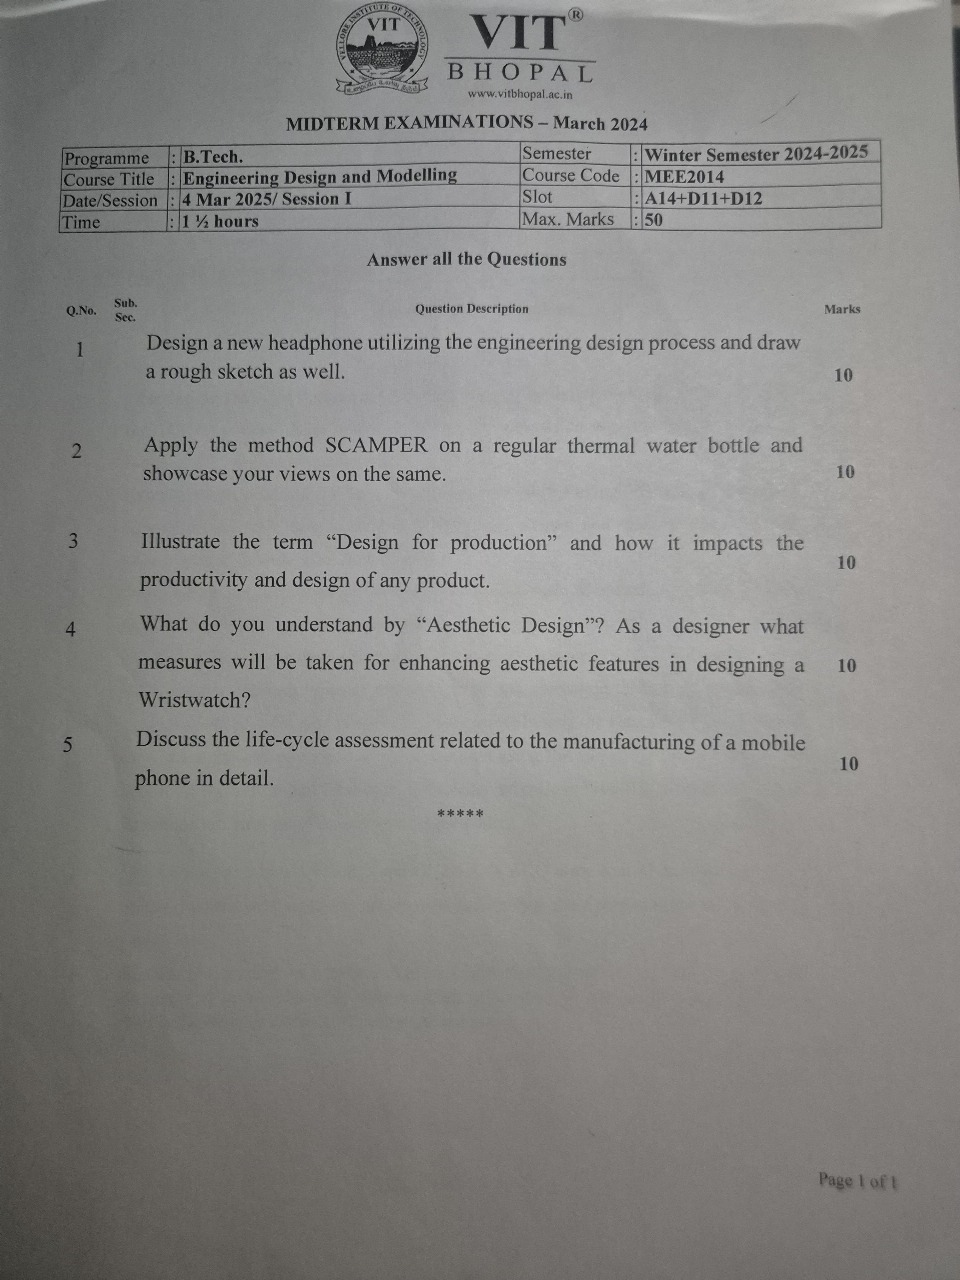 VELLORE INSTITUTE OF TECHNOLOGY
VIT
VIT®
BHOPAL
www.vitbhopal.ac.in
MIDTERM EXAMINATIONS – March 2024
Programme : B.Tech. Semester : Winter Semester 2024-2025
Course Title : Engineering Design and Modelling Course Code : MEE2014
Date/Session : 4 Mar 2025/ Session I Slot : A14+D11+D12
Time : 1 ½ hours Max. Marks : 50
Answer all the Questions
Q.No. Sub. Sec. Question Description Marks
1 Design a new headphone utilizing the engineering design process and draw
a rough sketch as well. 10
2 Apply the method SCAMPER on a regular thermal water bottle and
showcase your views on the same. 10
3 Illustrate the term “Design for production” and how it impacts the
productivity and design of any product. 10
4 What do you understand by “Aesthetic Design”? As a designer what
measures will be taken for enhancing aesthetic features in designing a 10
Wristwatch?
5 Discuss the life-cycle assessment related to the manufacturing of a mobile
phone in detail. 10
*****
Page 1 of 1